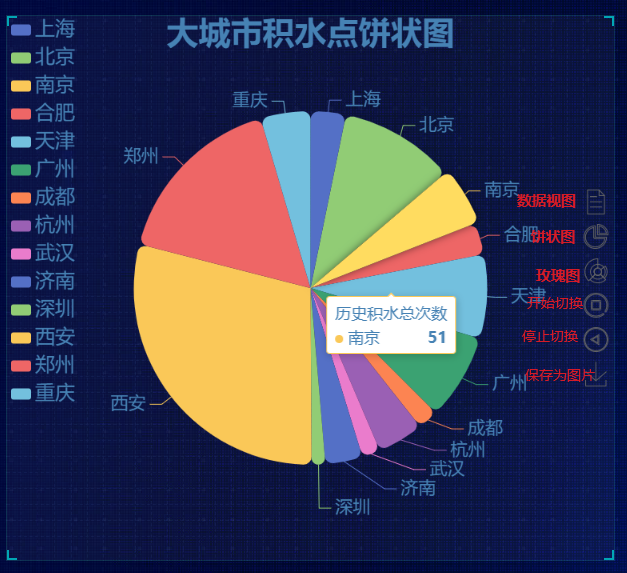 大城市积水点饼状图
上海
北京
南京
合肥
天津
广州
成都
杭州
武汉
济南
深圳
西安
郑州
重庆
重庆
上海
北京
郑州
南京
数据视图
合肥
饼状图
玫瑰图
天津
开始切换
历史积水总次数
南京 51
停止切换
保存为图片
广州
西安
成都
杭州
武汉
济南
深圳